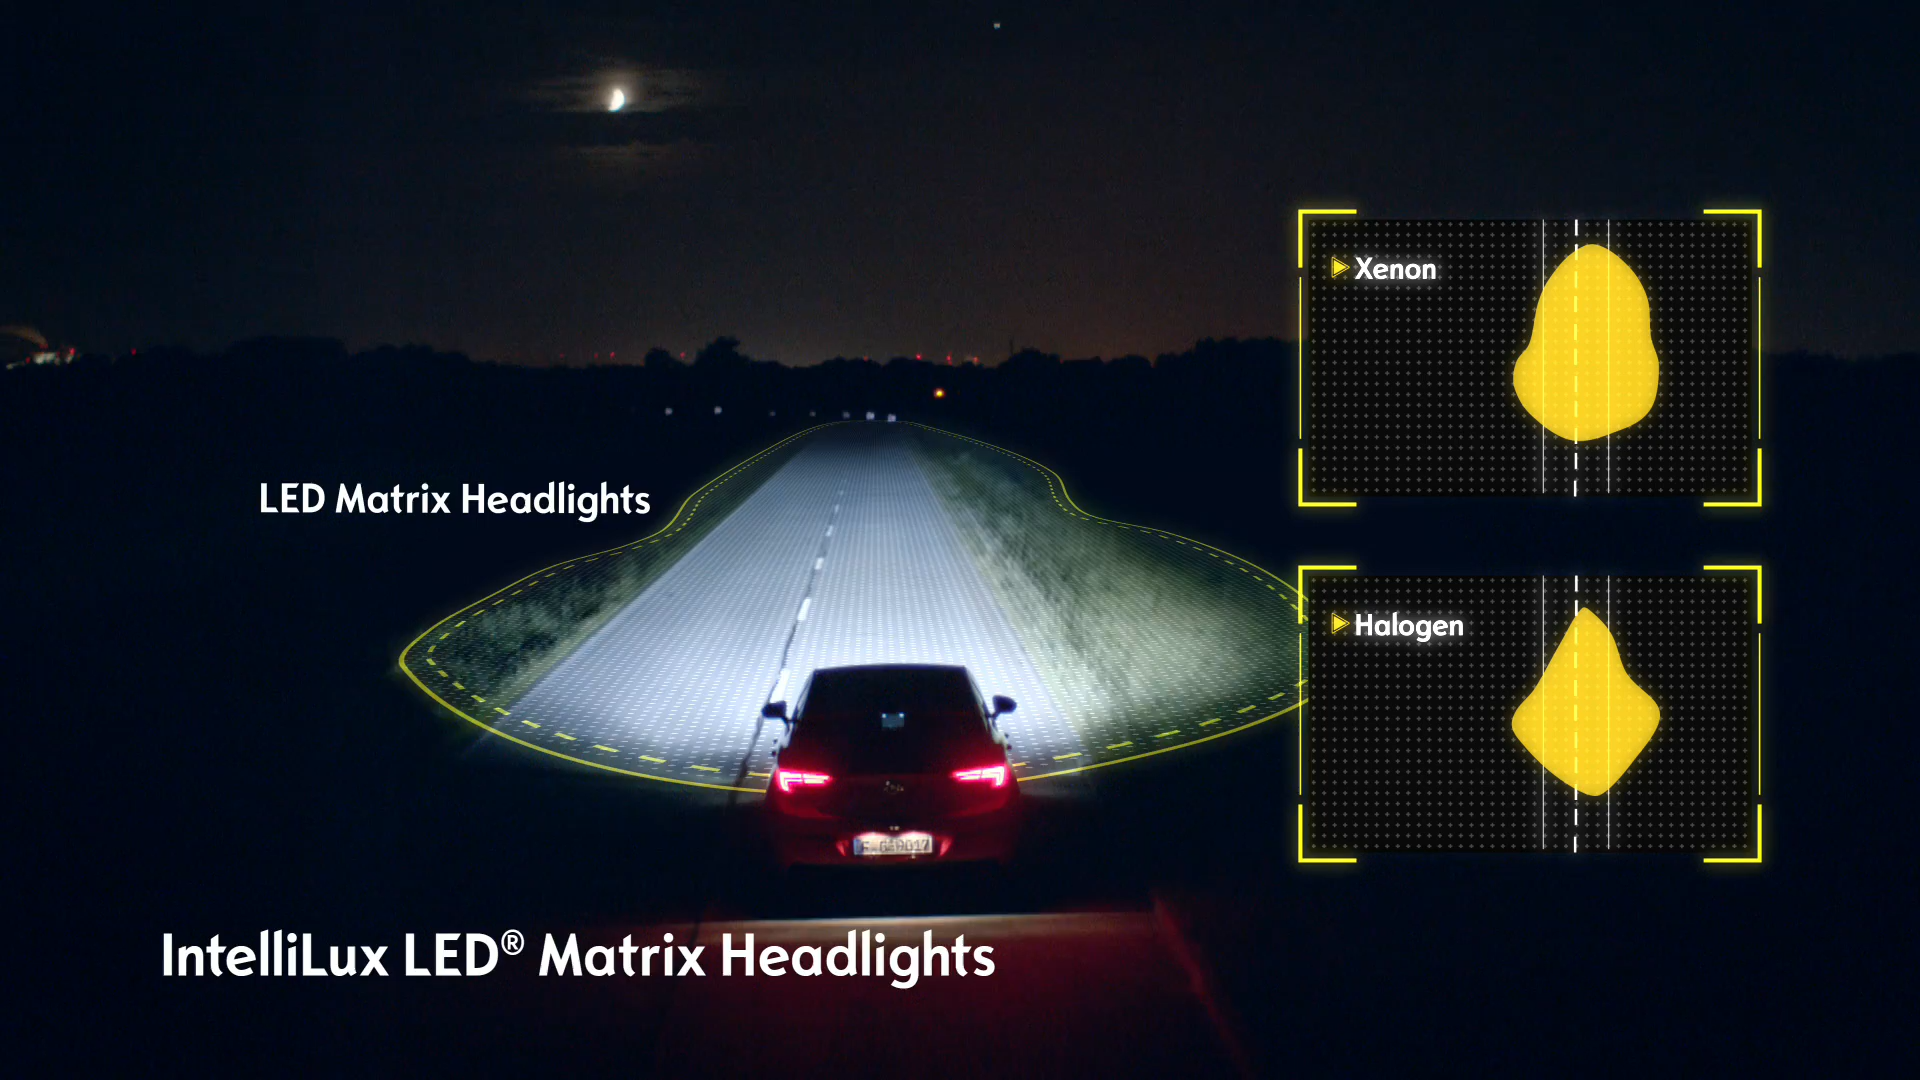 Xenon
LED Matrix Headlights
Halogen
IntelliLux LED® Matrix Headlights